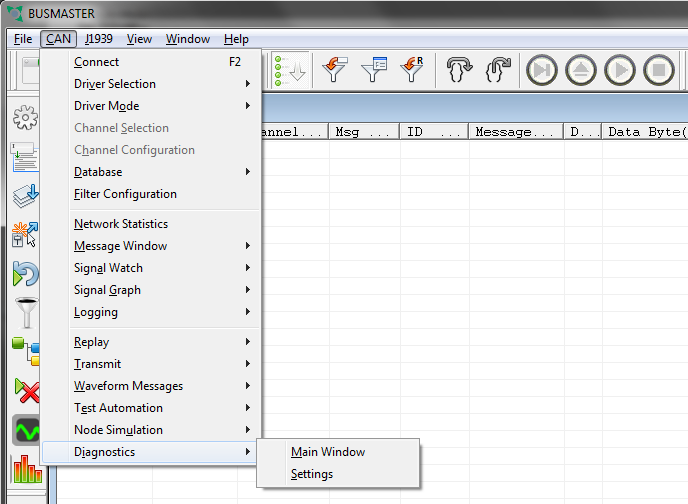 BUSMASTER
File CAN J1939 View Window Help
Connect F2
Driver Selection
Driver Mode
Channel Selection
Channel Configuration
Database
Filter Configuration
Network Statistics
Message Window
Signal Watch
Signal Graph
Logging
Replay
Transmit
Waveform Messages
Test Automation
Node Simulation
Diagnostics
Main Window
Settings
R
annel... Msg ... ID ... Message... D... Data Byte(